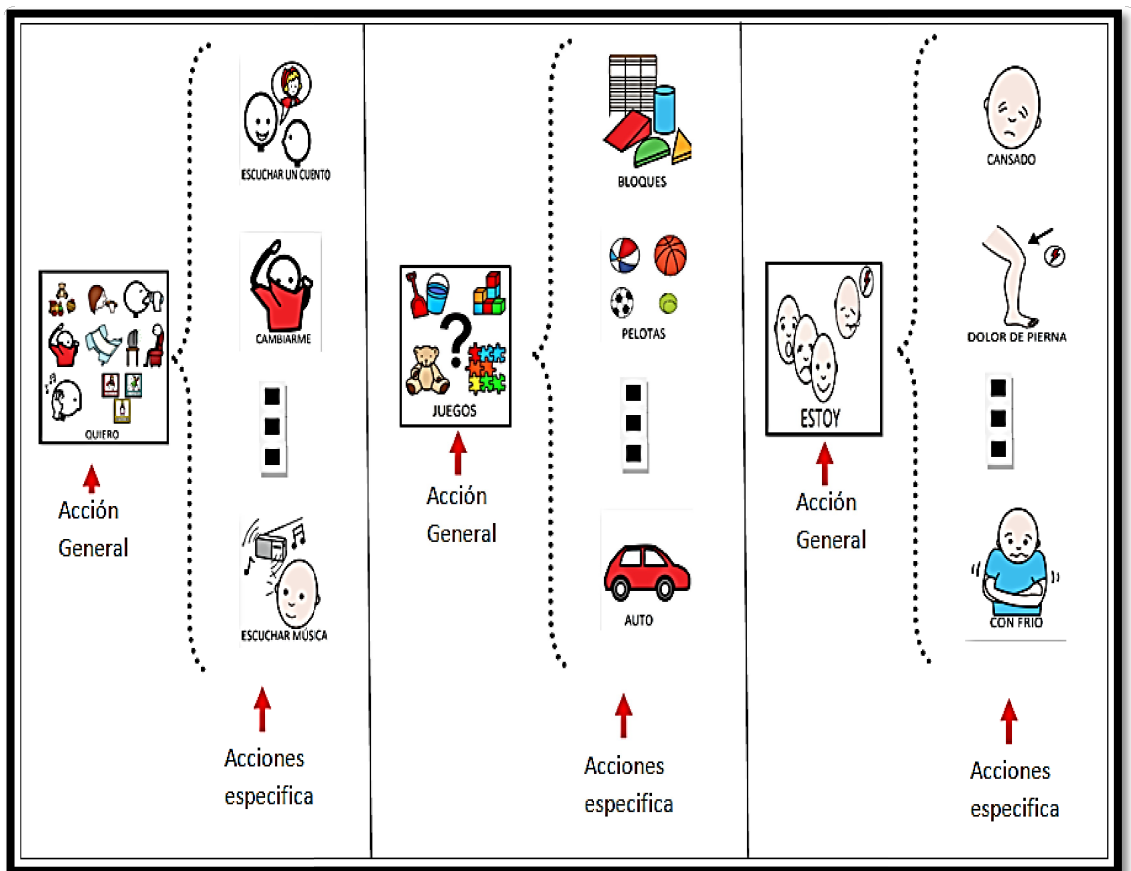 ESCUCHAR UN CUENTO
CAMBIARME
QUIERO
Acción
General
ESCUCHAR MÚSICA
Acciones
especifica
BLOQUES
PELOTAS
JUEGOS
Acción
General
AUTO
Acciones
especifica
CANSADO
DOLOR DE PIERNA
ESTOY
Acción
General
CON FRIO
Acciones
especifica